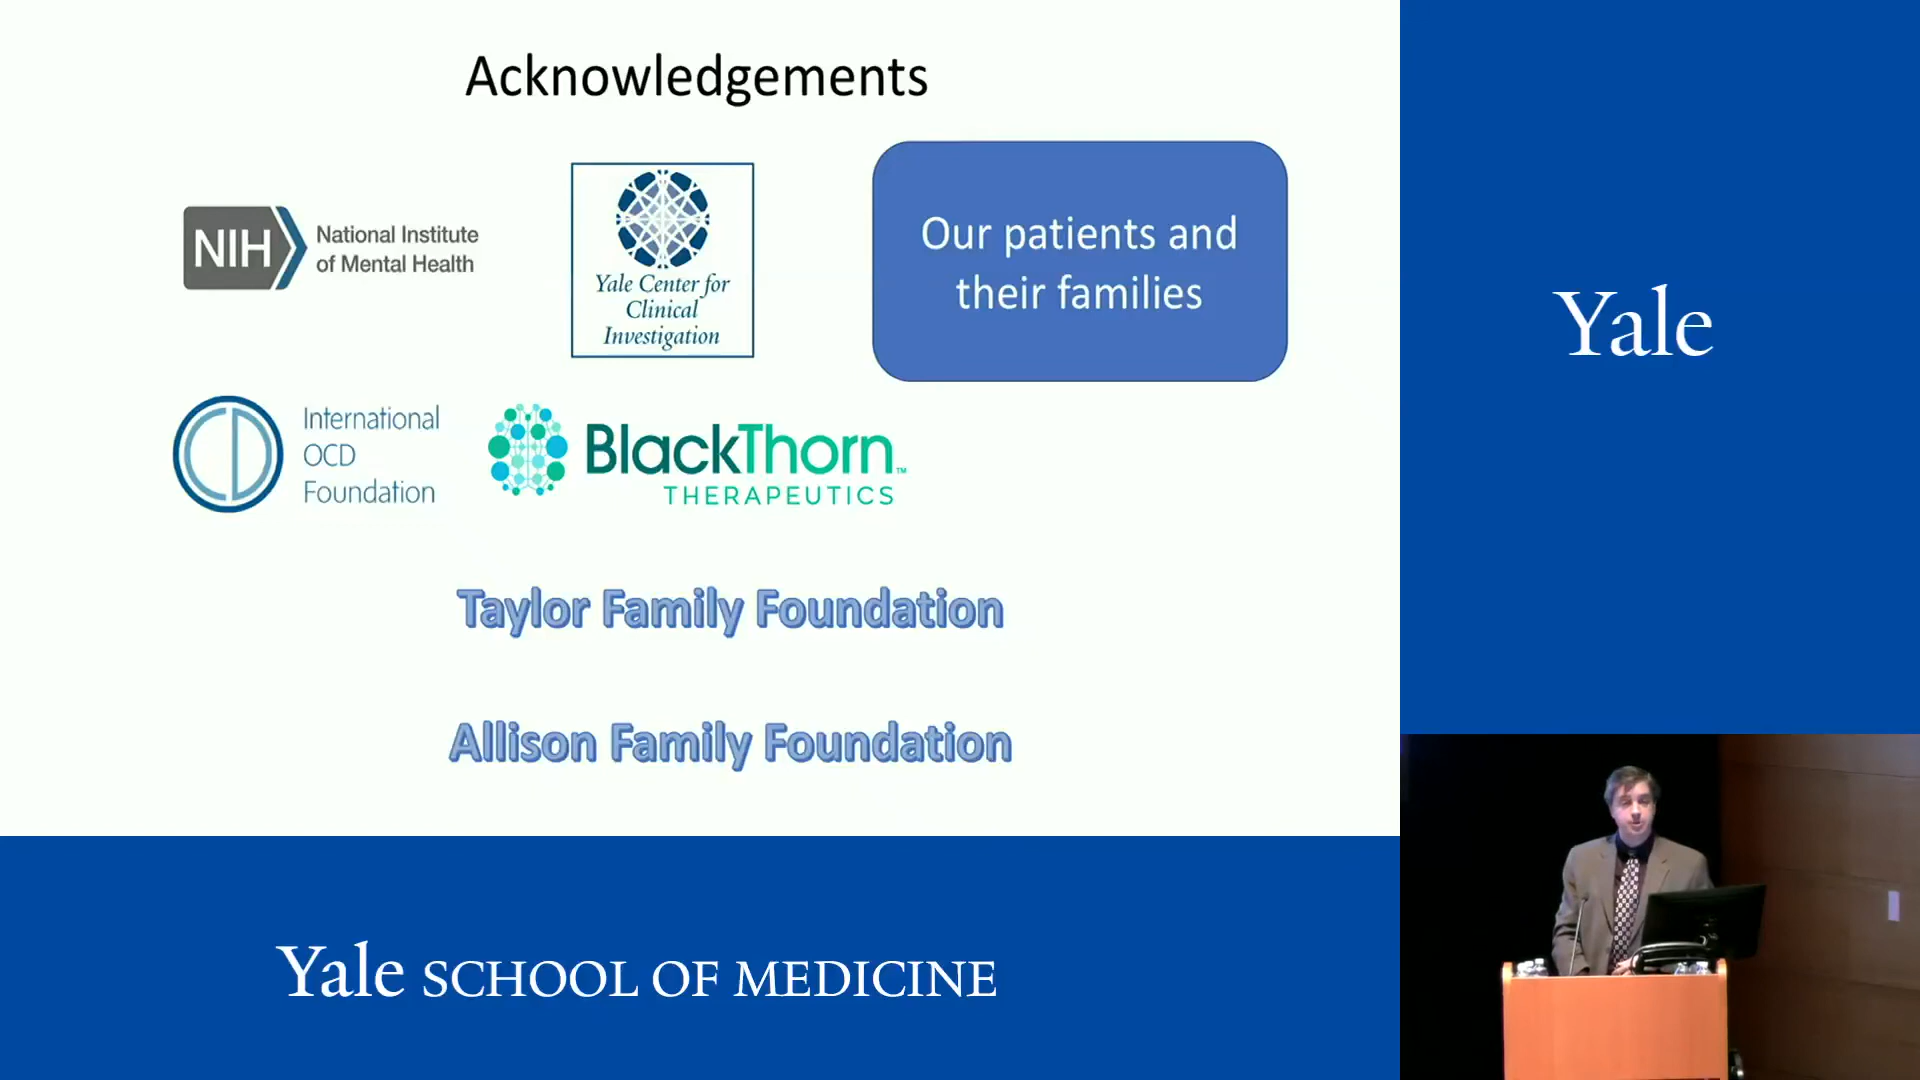 Acknowledgements
NIH
National Institute
of Mental Health
Yale Center for
Clinical
Investigation
Our patients and
their families
Yale
International
OCD
Foundation
BlackThorn™
THERAPEUTICS
Taylor Family Foundation
Allison Family Foundation
Yale SCHOOL OF MEDICINE